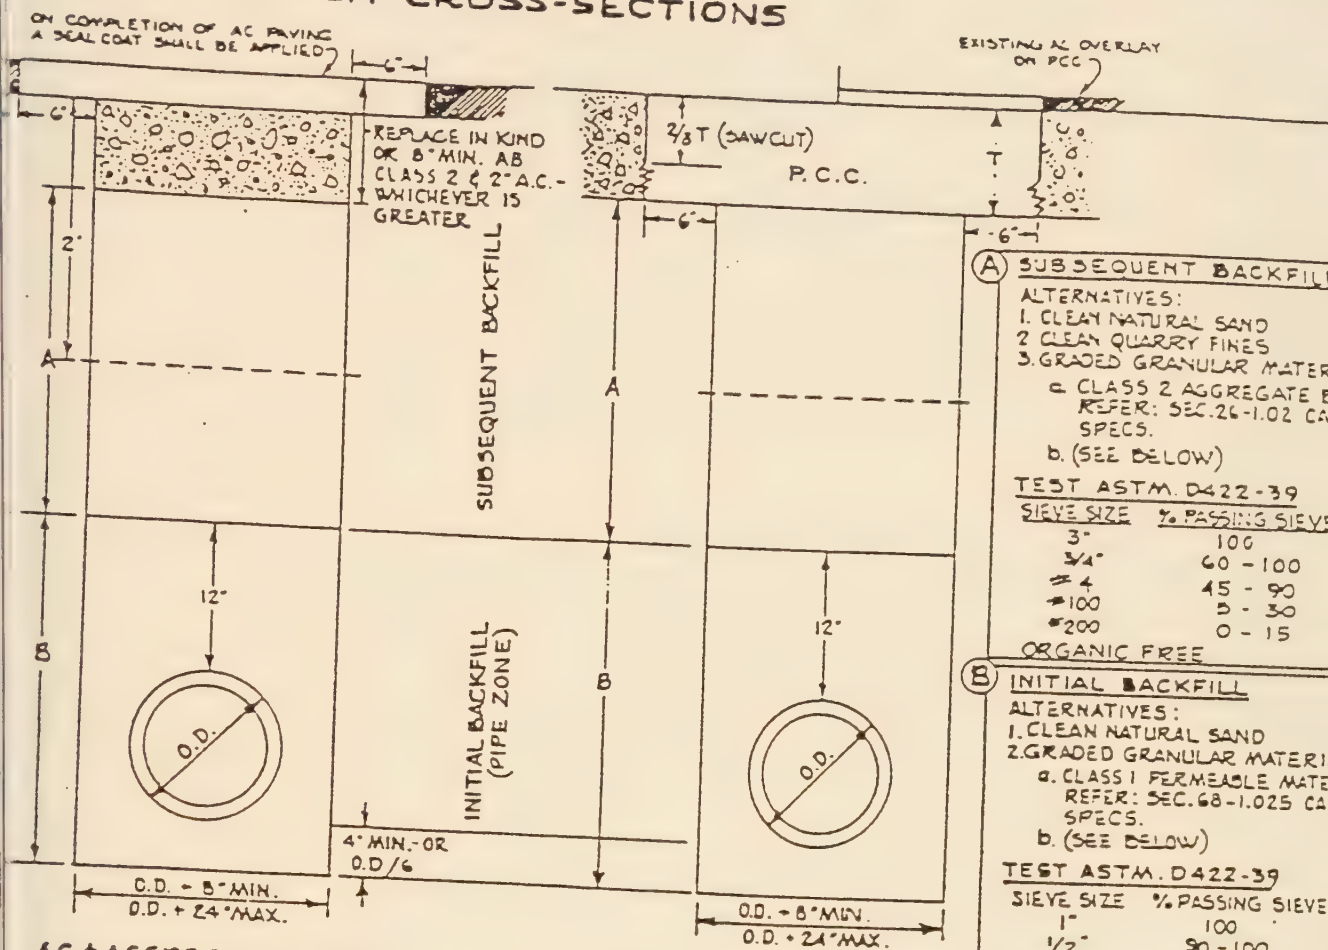 CROSS-SECTIONS
ON COMPLETION OF AC PAVING
A SEAL COAT SHALL BE APPLIED
6"
6"
EXISTING AC OVERLAY
ON PCC
REPLACE IN KIND
OR 8" MIN. AB
CLASS 2 & 2" A.C.-
WHICHEVER IS
GREATER
2/3 T (SAWCUT)
P.C.C.
T
6"
6"
2'
A
A
SUBSEQUENT BACKFILL
12"
12"
B
B
INITIAL BACKFILL
(PIPE ZONE)
O.D.
O.D.
4" MIN.-OR
O.D/6
O.D. + 8" MIN.
O.D. + 24" MAX.
O.D. + 8" MIN.
O.D. + 24" MAX.
A SUBSEQUENT BACKFILL
ALTERNATIVES:
1. CLEAN NATURAL SAND
2 CLEAN QUARRY FINES
3. GRADED GRANULAR MATER
a CLASS 2 AGGREGATE B
REFER: SEC. 26-1.02 CA
SPECS.
b. (SEE BELOW)
TEST ASTM. D422-39
SIEVE SIZE % PASSING SIEVE
3" 100
3/4" 60 - 100
#4 45 - 90
#100 5 - 30
#200 0 - 15
ORGANIC FREE
B INITIAL BACKFILL
ALTERNATIVES:
1. CLEAN NATURAL SAND
2. GRADED GRANULAR MATERI
a. CLASS 1 PERMEABLE MATE
REFER: SEC. 68-1.025 CA
SPECS.
b. (SEE BELOW)
TEST ASTM. D422-39
SIEVE SIZE % PASSING SIEVE
1" 100
1/2" 90 - 100